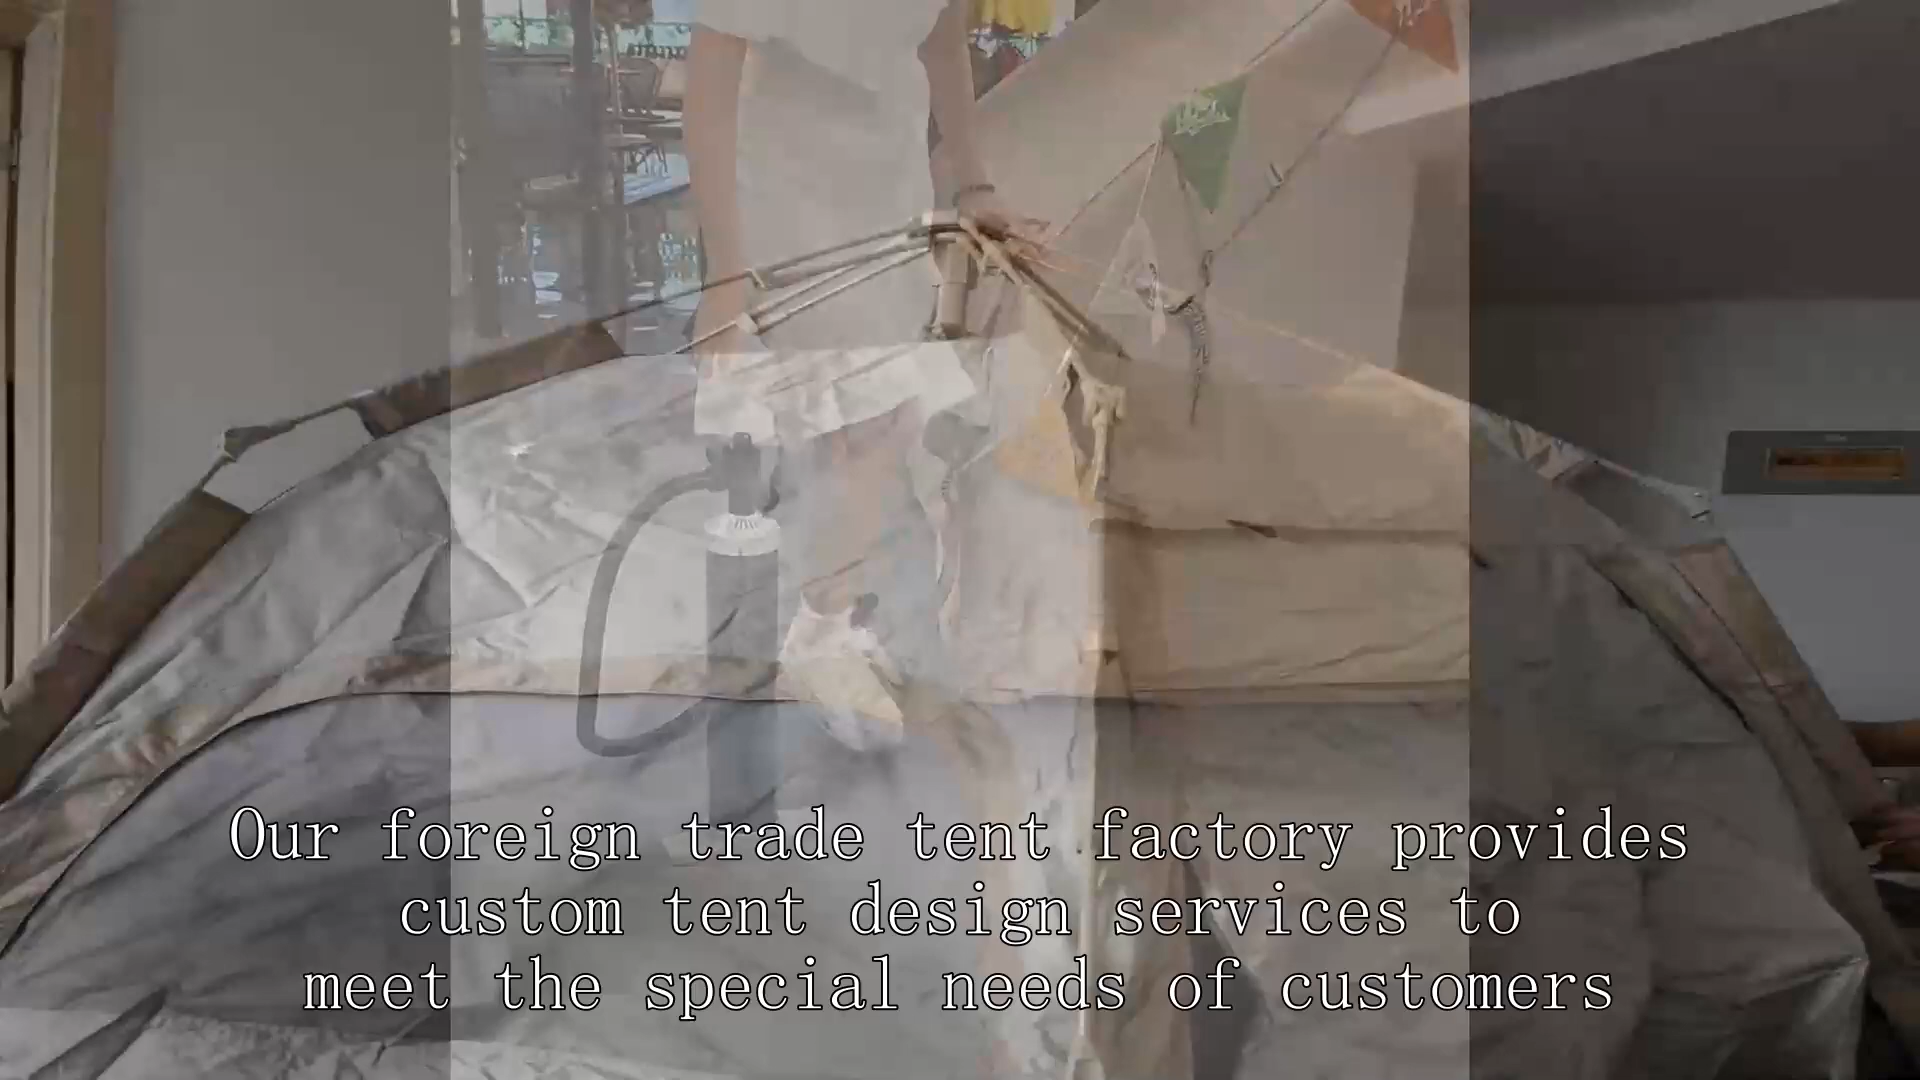 Our foreign trade tent factory provides
custom tent design services to
meet the special needs of customers